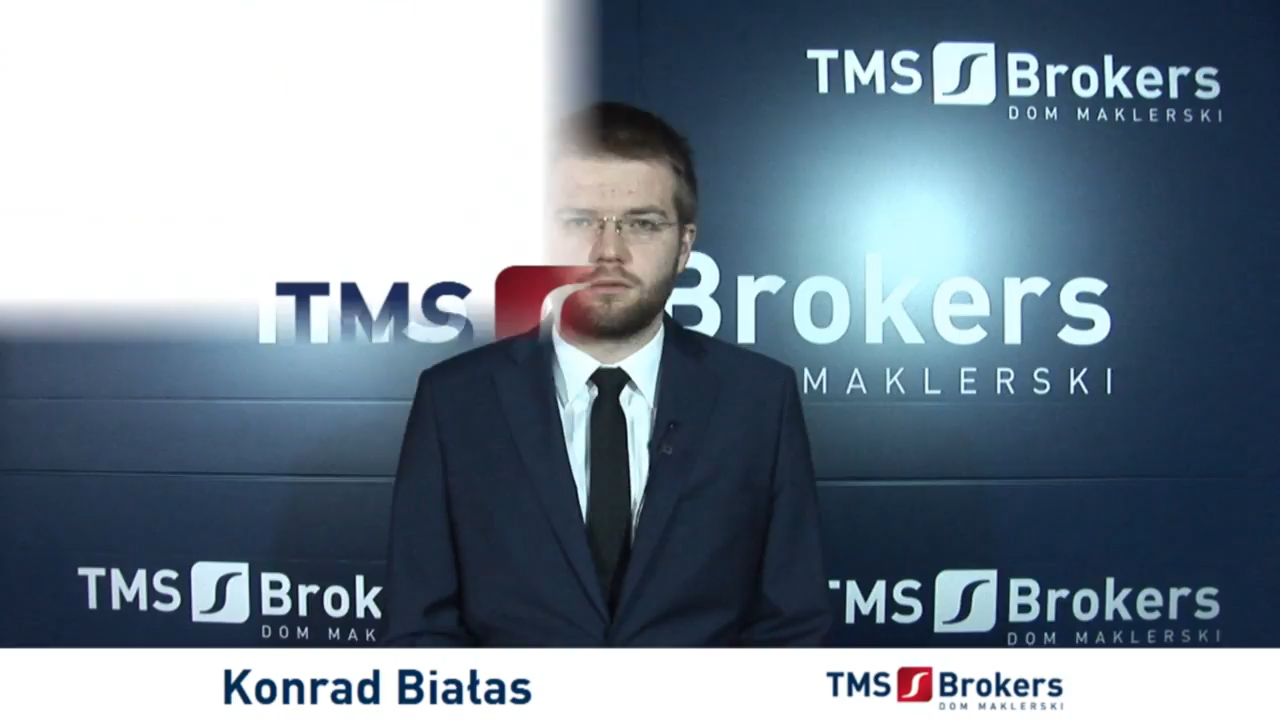 TMS Brokers
DOM MAKLERSKI
TMS Brokers
MAKLERSKI
TMS Brok
DOM MAK
TMS Brokers
DOM MAKLERSKI
Konrad Białas
TMS Brokers
DOM MAKLERSKI